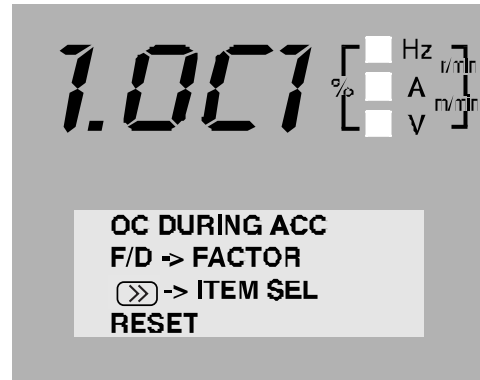 1.OC1
Hz
r/min
%
A
m/min
V
OC DURING ACC
F/D -> FACTOR
-> ITEM SEL
RESET